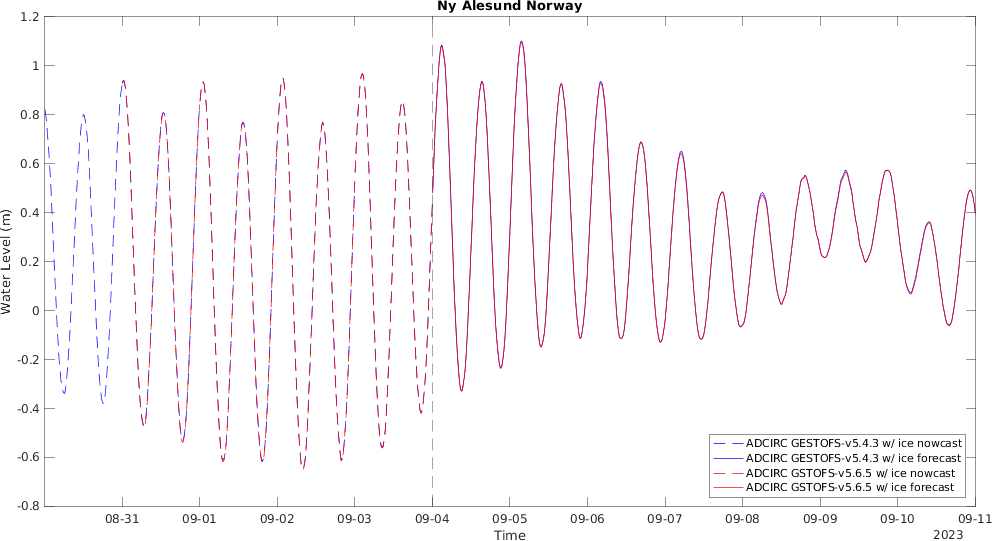 Ny Alesund Norway
1.2
1
0.8
0.6
0.4
0.2
0
-0.2
-0.4
-0.6
-0.8
Water Level (m)
ADCIRC GESTOFS-v5.4.3 w/ ice nowcast
ADCIRC GESTOFS-v5.4.3 w/ ice forecast
ADCIRC GSTOFS-v5.6.5 w/ ice nowcast
ADCIRC GSTOFS-v5.6.5 w/ ice forecast
08-31 09-01 09-02 09-03 09-04 09-05 09-06 09-07 09-08 09-09 09-10 09-11
Time
2023